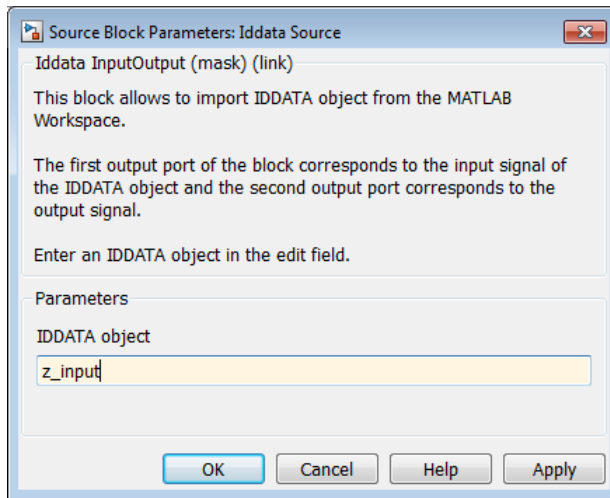 Source Block Parameters: Iddata Source
Iddata InputOutput (mask) (link)
This block allows to import IDDATA object from the MATLAB
Workspace.
The first output port of the block corresponds to the input signal of
the IDDATA object and the second output port corresponds to the
output signal.
Enter an IDDATA object in the edit field.
Parameters
IDDATA object
z_input
OK Cancel Help Apply